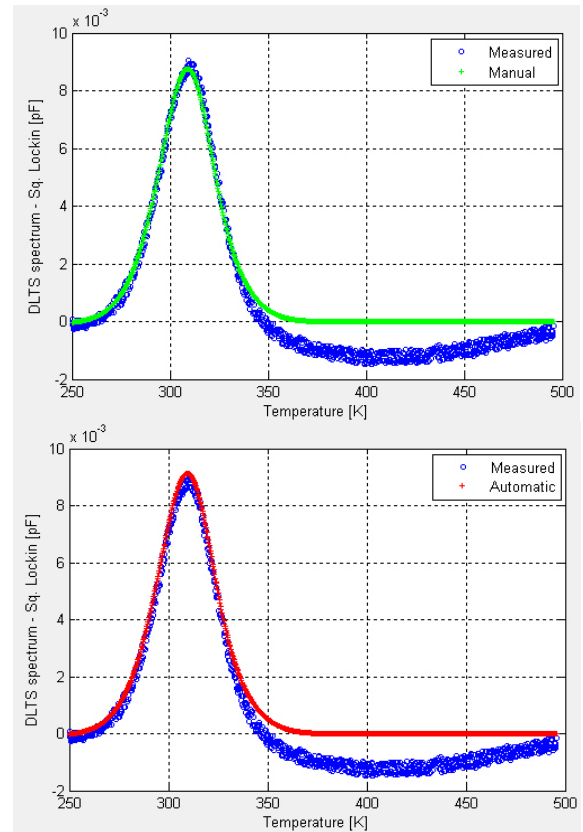 x 10⁻³
10
8
6
4
2
0
-2
250
300
350
400
450
500
DLTS spectrum - Sq. Lockin [pF]
Temperature [K]
Measured
Manual
x 10⁻³
10
8
6
4
2
0
-2
250
300
350
400
450
500
DLTS spectrum - Sq. Lockin [pF]
Temperature [K]
Measured
Automatic